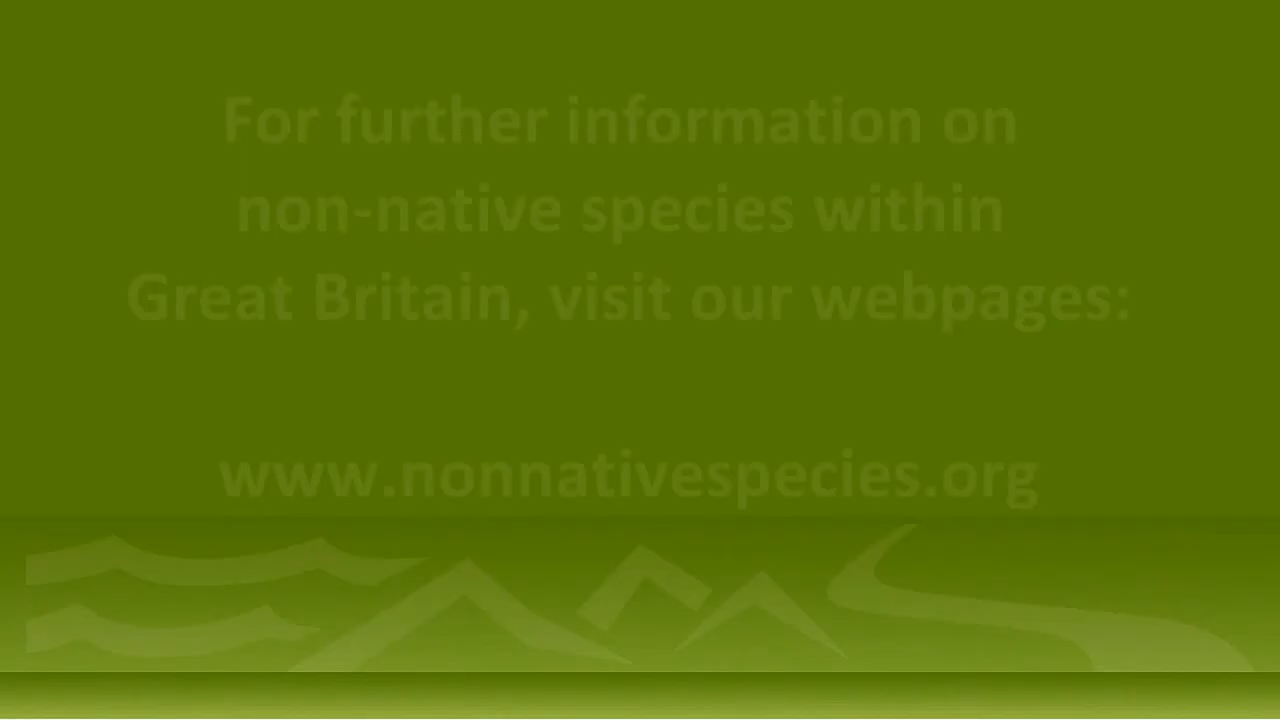 For further information on
non-native species within
Great Britain, visit our webpages:
www.nonnativespecies.org